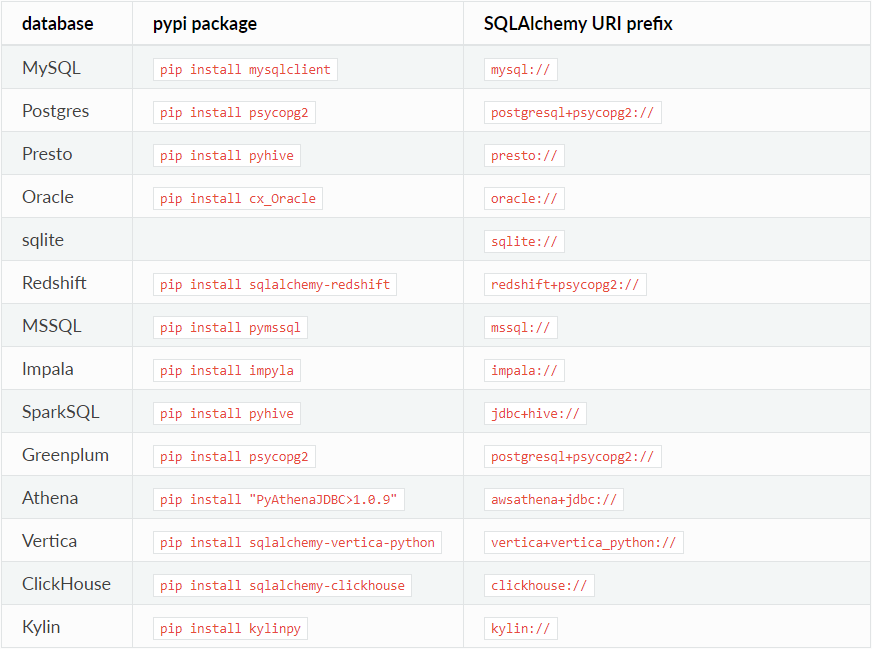 database pypi package SQLAlchemy URI prefix
MySQL pip install mysqlclient mysql://
Postgres pip install psycopg2 postgresql+psycopg2://
Presto pip install pyhive presto://
Oracle pip install cx_Oracle oracle://
sqlite sqlite://
Redshift pip install sqlalchemy-redshift redshift+psycopg2://
MSSQL pip install pymssql mssql://
Impala pip install impyla impala://
SparkSQL pip install pyhive jdbc+hive://
Greenplum pip install psycopg2 postgresql+psycopg2://
Athena pip install "PyAthenaJDBC>1.0.9" awsathena+jdbc://
Vertica pip install sqlalchemy-vertica-python vertica+vertica_python://
ClickHouse pip install sqlalchemy-clickhouse clickhouse://
Kylin pip install kylinpy kylin://